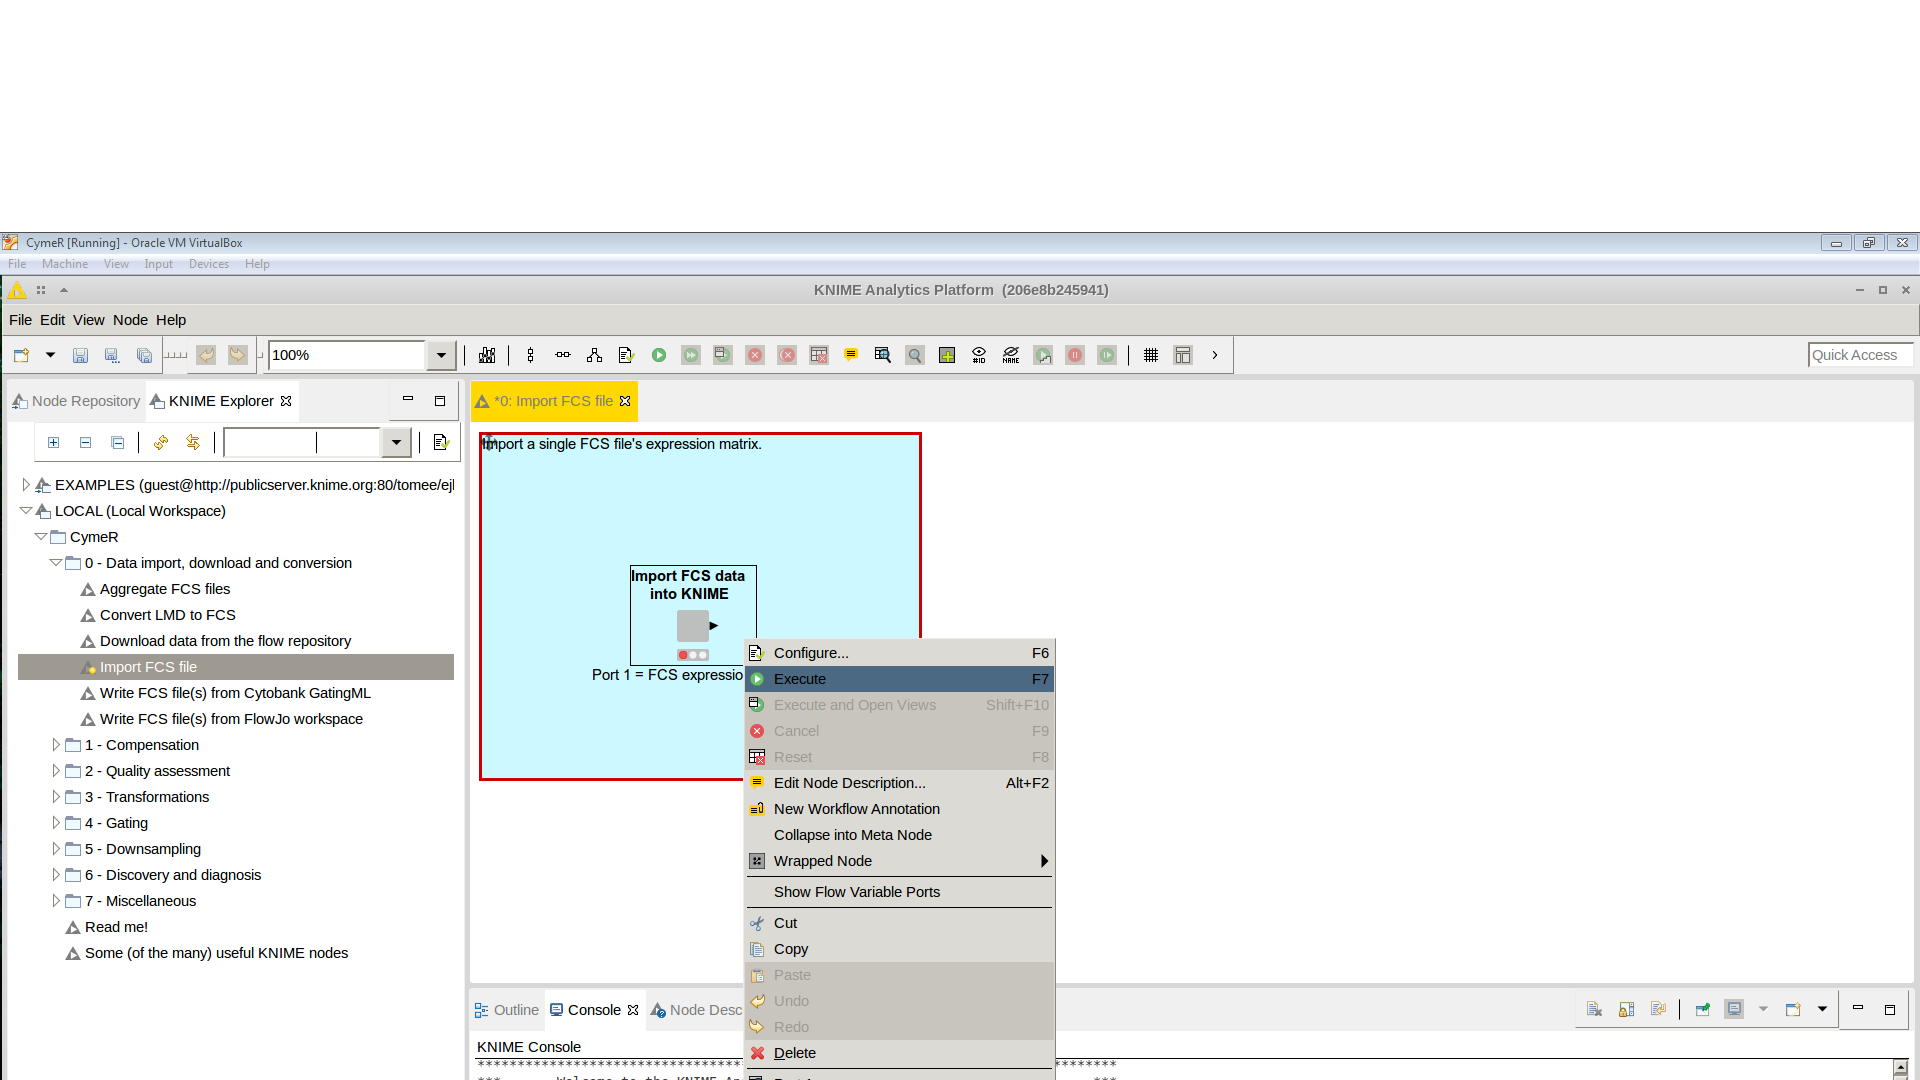 CymeR [Running] - Oracle VM VirtualBox
File Machine View Input Devices Help
KNIME Analytics Platform (206e8b245941)
File Edit View Node Help
100%
#ID
NAME
Quick Access
Node Repository
KNIME Explorer
*0: Import FCS file
Import a single FCS file's expression matrix.
EXAMPLES (guest@http://publicserver.knime.org:80/tomee/ejl
LOCAL (Local Workspace)
CymeR
0 - Data import, download and conversion
Aggregate FCS files
Convert LMD to FCS
Download data from the flow repository
Import FCS file
Write FCS file(s) from Cytobank GatingML
Write FCS file(s) from FlowJo workspace
1 - Compensation
2 - Quality assessment
3 - Transformations
4 - Gating
5 - Downsampling
6 - Discovery and diagnosis
7 - Miscellaneous
Read me!
Some (of the many) useful KNIME nodes
Import FCS data
into KNIME
Port 1 = FCS expressio
Configure... F6
Execute F7
Execute and Open Views Shift+F10
Cancel F9
Reset F8
Edit Node Description... Alt+F2
New Workflow Annotation
Collapse into Meta Node
Wrapped Node
Show Flow Variable Ports
Cut
Copy
Paste
Undo
Redo
Delete
Outline
Console
Node Desc
KNIME Console